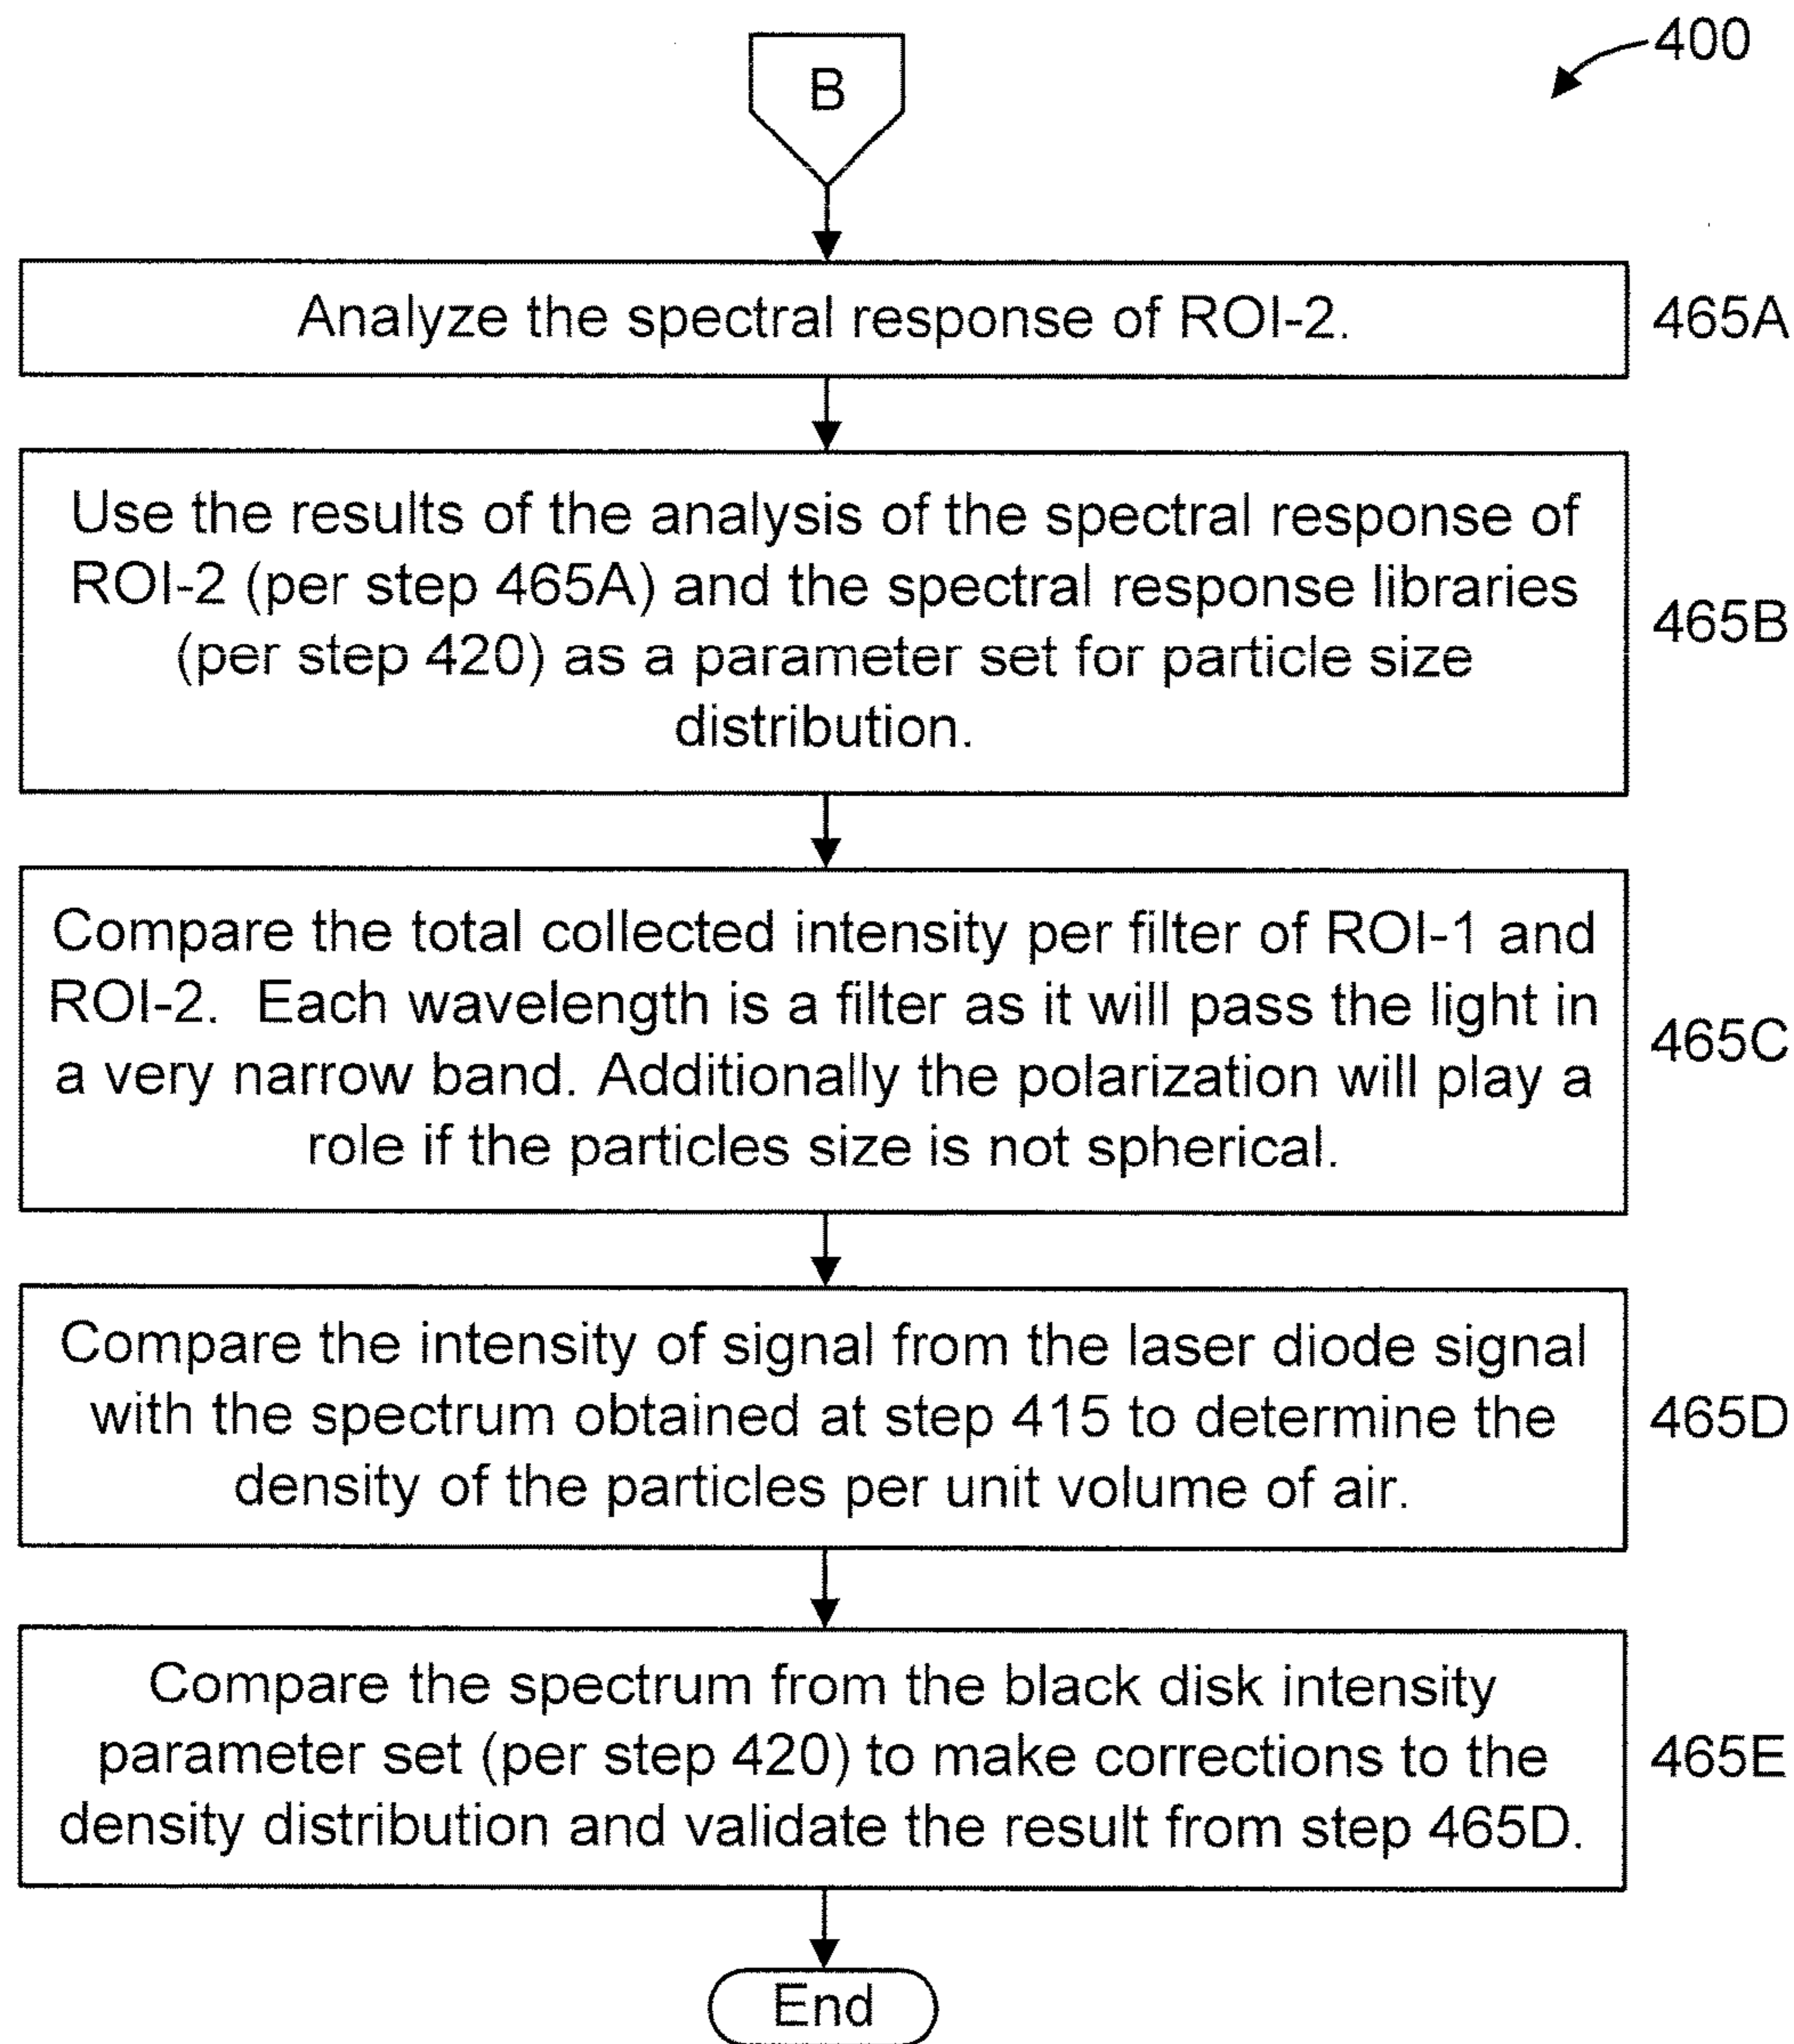 400
B
Analyze the spectral response of ROI-2.
465A
Use the results of the analysis of the spectral response of
ROI-2 (per step 465A) and the spectral response libraries
(per step 420) as a parameter set for particle size
distribution.
465B
Compare the total collected intensity per filter of ROI-1 and
ROI-2.  Each wavelength is a filter as it will pass the light in
a very narrow band. Additionally the polarization will play a
role if the particles size is not spherical.
465C
Compare the intensity of signal from the laser diode signal
with the spectrum obtained at step 415 to determine the
density of the particles per unit volume of air.
465D
Compare the spectrum from the black disk intensity
parameter set (per step 420) to make corrections to the
density distribution and validate the result from step 465D.
465E
End